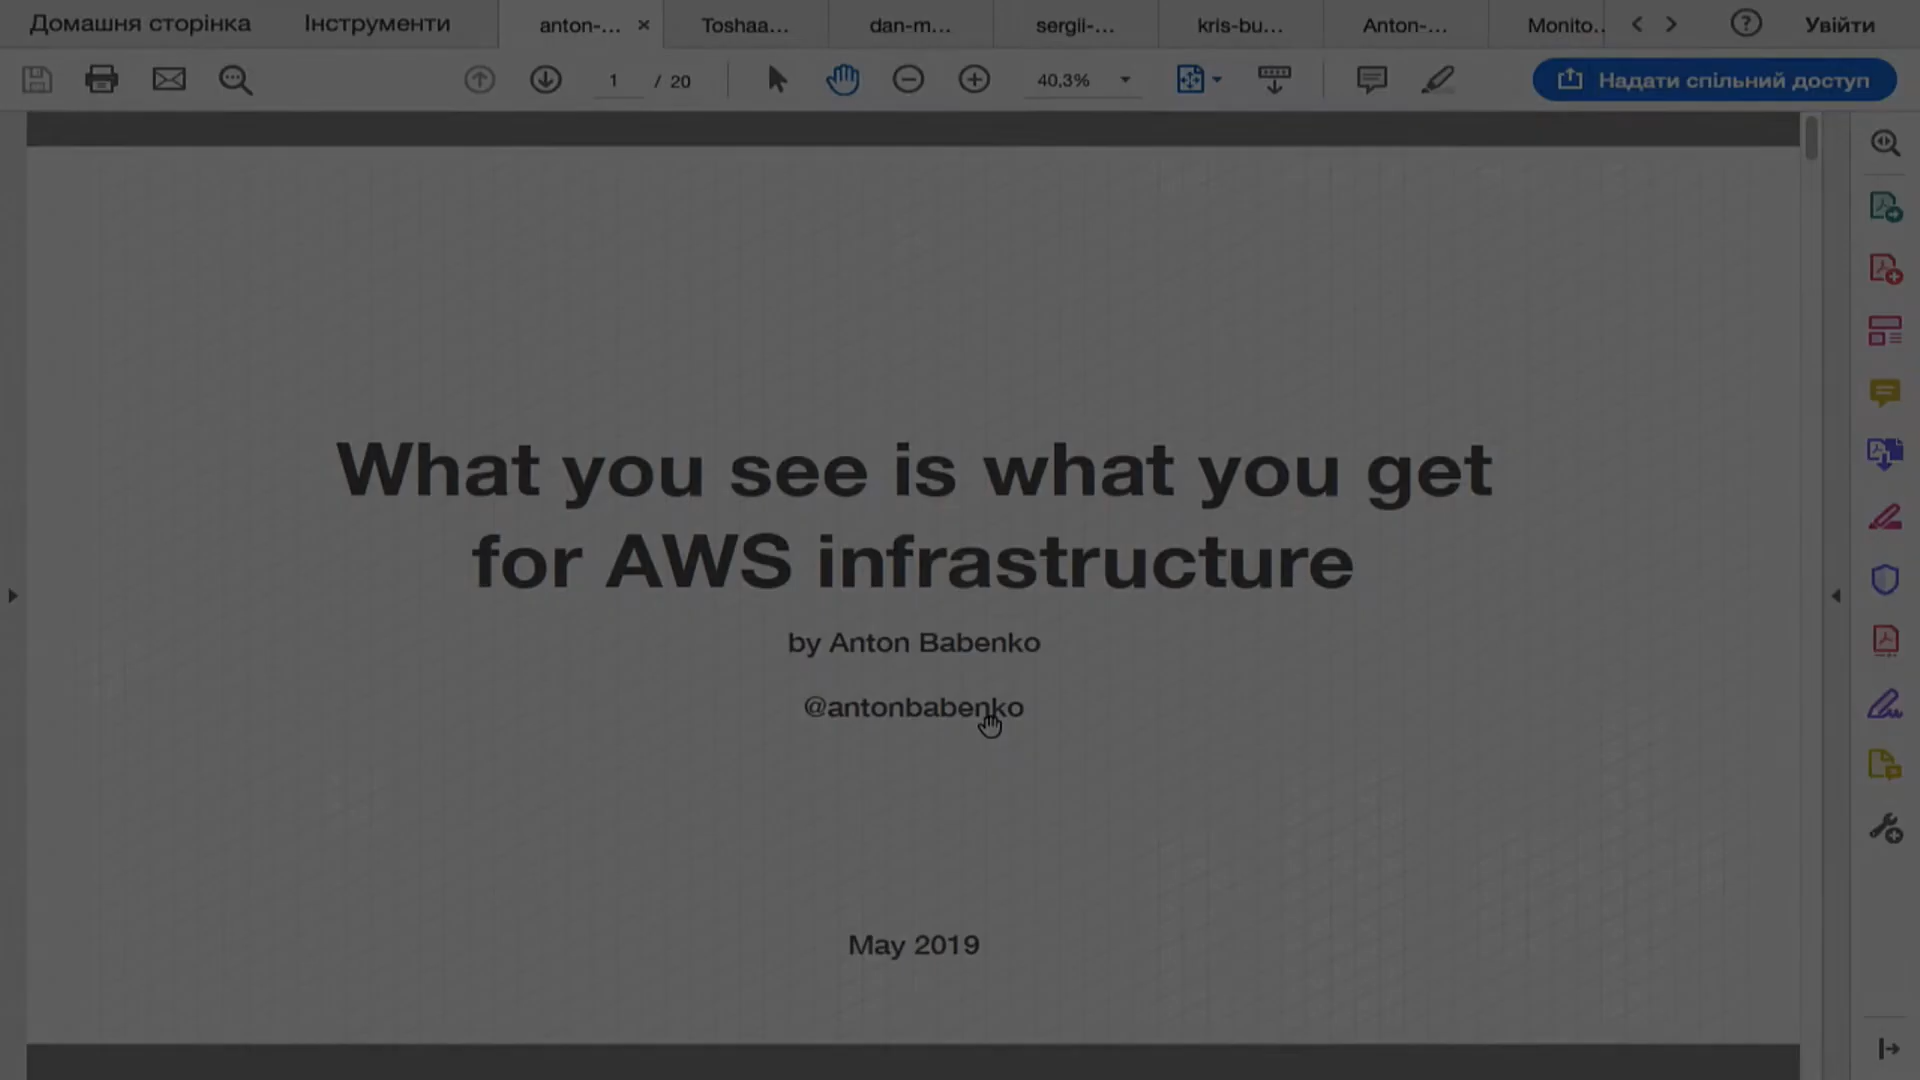 Домашня сторінка
Інструменти
anton-...
Toshaa...
dan-m...
sergii-...
kris-bu...
Anton-...
Monito..
Увійти
1 / 20
40,3%
Надати спільний доступ
What you see is what you get
for AWS infrastructure
by Anton Babenko
@antonbabenko
May 2019